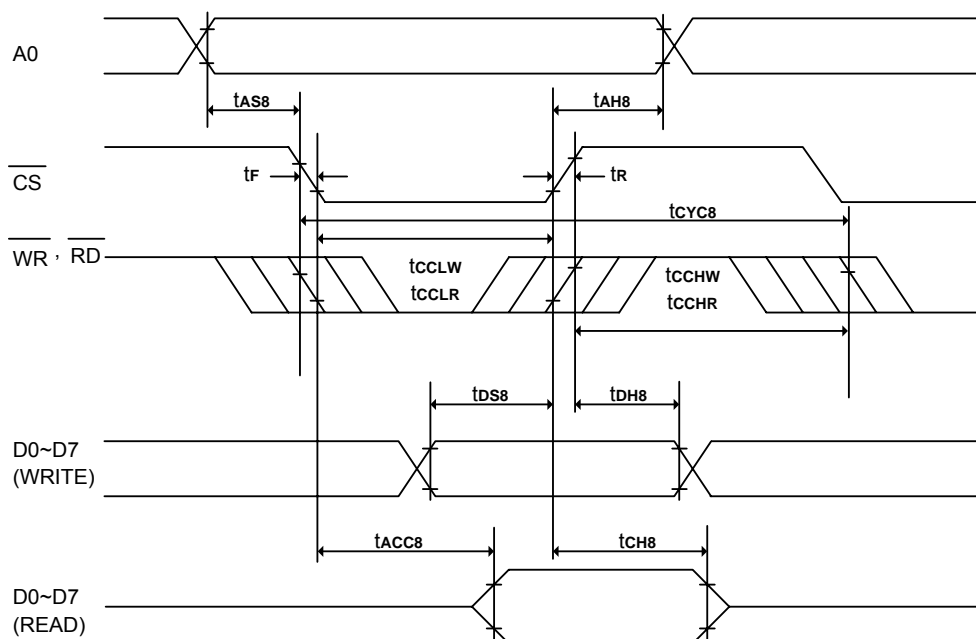 A0
tAS8
tAH8
CS
tF
tR
tCYC8
WR , RD
tCCLW
tCCHW
tCCLR
tCCHR
tDS8
tDH8
D0~D7
(WRITE)
tACC8
tCH8
D0~D7
(READ)